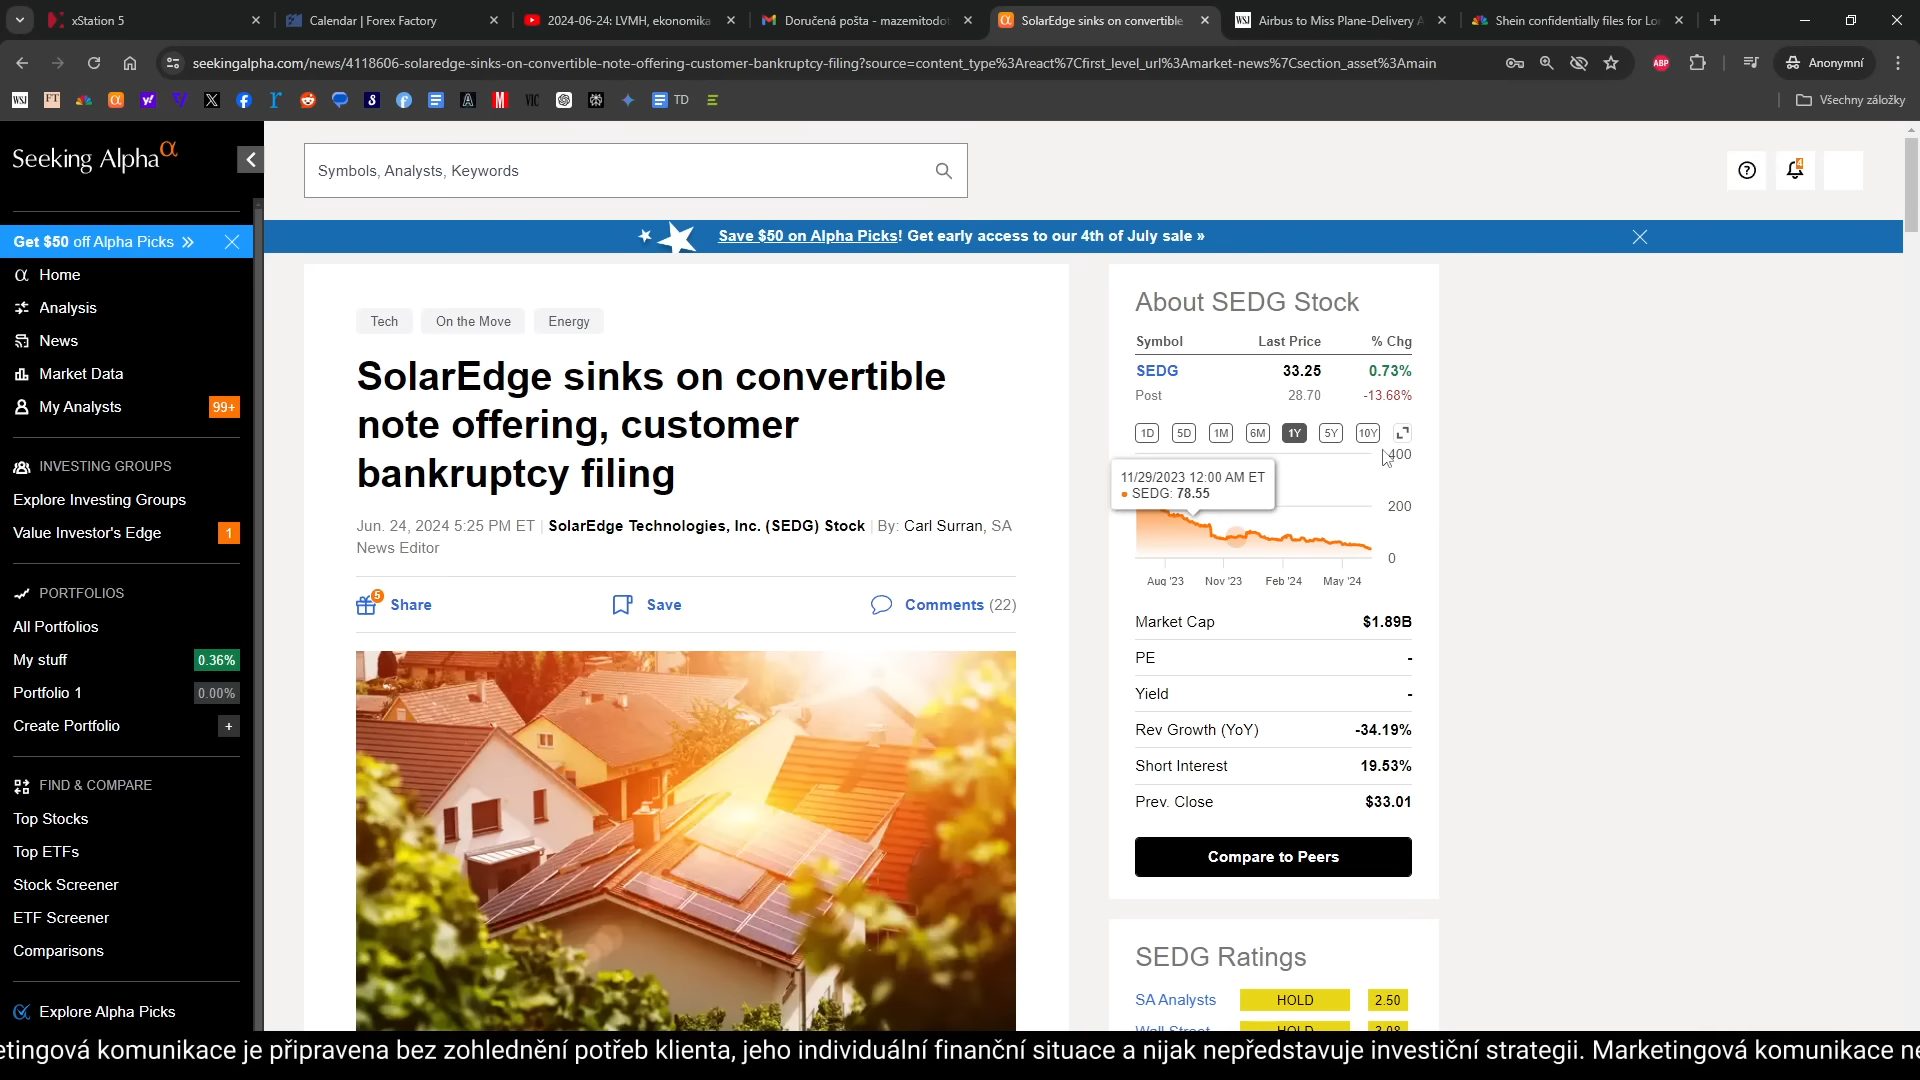 xStation 5
Calendar | Forex Factory
2024-06-24: LVMH, ekonomika
Doručená pošta - mazemitodo
SolarEdge sinks on convertible
Airbus to Miss Plane-Delivery
Shein confidentially files for Lo
seekingalpha.com/news/4118606-solaredge-sinks-on-convertible-note-offering-customer-bankruptcy-filing?source=content_type%3Areact%7Cfirst_level_url%3Amarket-news%7Csection_asset%3Amain
ABP
Anonymní
WSJ
FT
VIC
TD
Všechny záložky
Seeking Alpha α
Get $50 off Alpha Picks »
Home
Analysis
News
Market Data
My Analysts 99+
INVESTING GROUPS
Explore Investing Groups
Value Investor's Edge 1
PORTFOLIOS
All Portfolios
My stuff 0.36%
Portfolio 1 0.00%
Create Portfolio +
FIND & COMPARE
Top Stocks
Top ETFs
Stock Screener
ETF Screener
Comparisons
Explore Alpha Picks
Symbols, Analysts, Keywords
4
Save $50 on Alpha Picks! Get early access to our 4th of July sale »
Tech
On the Move
Energy
SolarEdge sinks on convertible
note offering, customer
bankruptcy filing
Jun. 24, 2024 5:25 PM ET | SolarEdge Technologies, Inc. (SEDG) Stock | By: Carl Surran, SA
News Editor
5 Share
Save
Comments (22)
About SEDG Stock
Symbol Last Price % Chg
SEDG 33.25 0.73%
Post 28.70 -13.68%
1D 5D 1M 6M 1Y 5Y 10Y
400
11/29/2023 12:00 AM ET
SEDG: 78.55
200
0
Aug '23 Nov '23 Feb '24 May '24
Market Cap $1.89B
PE -
Yield -
Rev Growth (YoY) -34.19%
Short Interest 19.53%
Prev. Close $33.01
Compare to Peers
SEDG Ratings
SA Analysts HOLD 2.50
Wall Street HOLD 3.08
etingová komunikace je připravena bez zohlednění potřeb klienta, jeho individuální finanční situace a nijak nepředstavuje investiční strategii. Marketingová komunikace ne